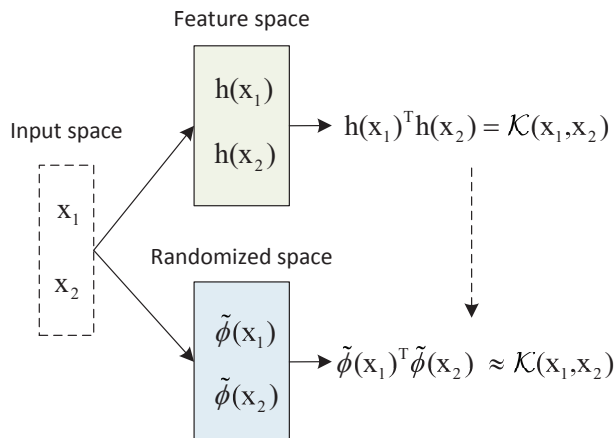 Feature space
h(x₁)
h(x₂)
h(x₁)ᵀh(x₂) = 𝒦(x₁,x₂)
Input space
x₁
x₂
Randomized space
ϕ̃(x₁)
ϕ̃(x₂)
ϕ̃(x₁)ᵀϕ̃(x₂) ≈ 𝒦(x₁,x₂)